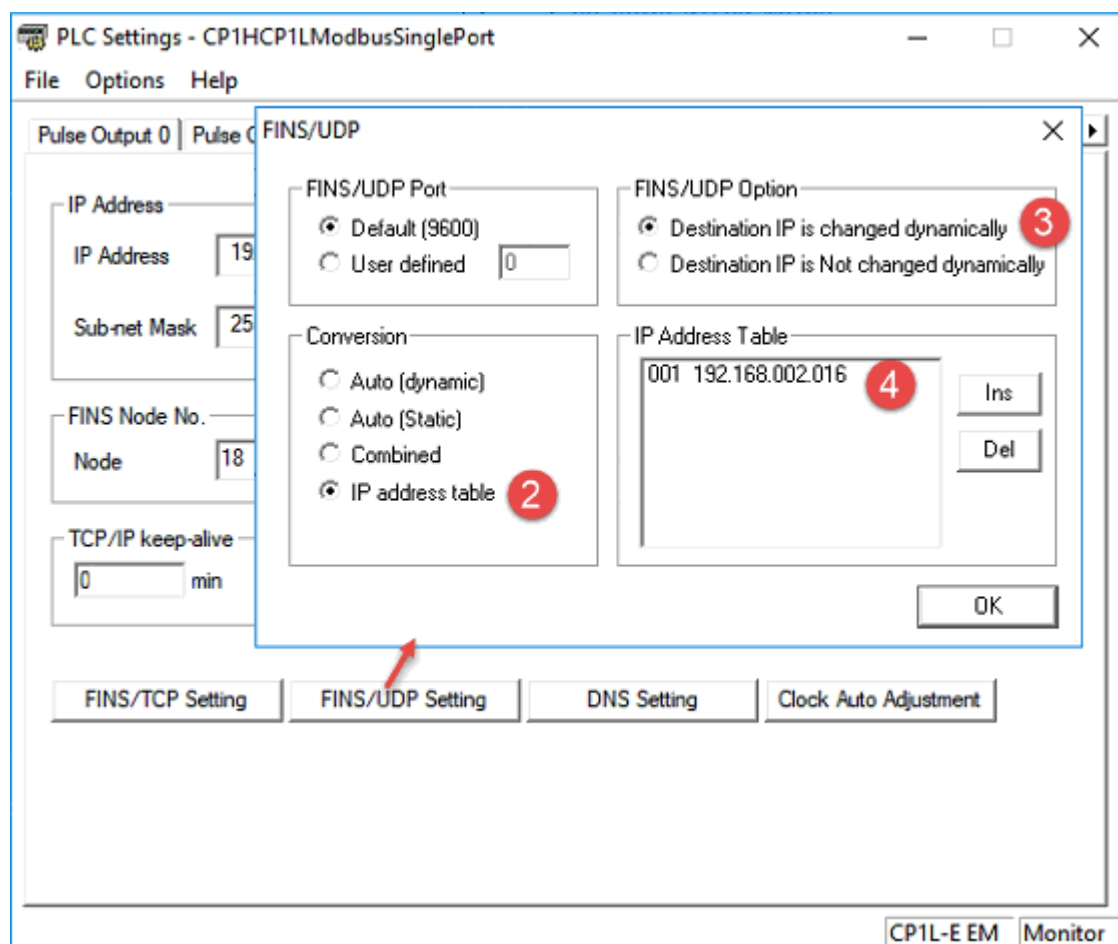 PLC Settings - CP1HCP1LModbusSinglePort
File Options Help
Pulse Output 0
FINS/UDP
FINS/UDP Port
Default (9600)
User defined 0
FINS/UDP Option
Destination IP is changed dynamically 3
Destination IP is Not changed dynamically
Conversion
Auto (dynamic)
Auto (Static)
Combined
IP address table 2
IP Address Table
001 192.168.002.016 4
Ins
Del
OK
IP Address
IP Address 19
Sub-net Mask 25
FINS Node No.
Node 18
TCP/IP keep-alive
0 min
FINS/TCP Setting FINS/UDP Setting DNS Setting Clock Auto Adjustment
CP1L-E EM Monitor